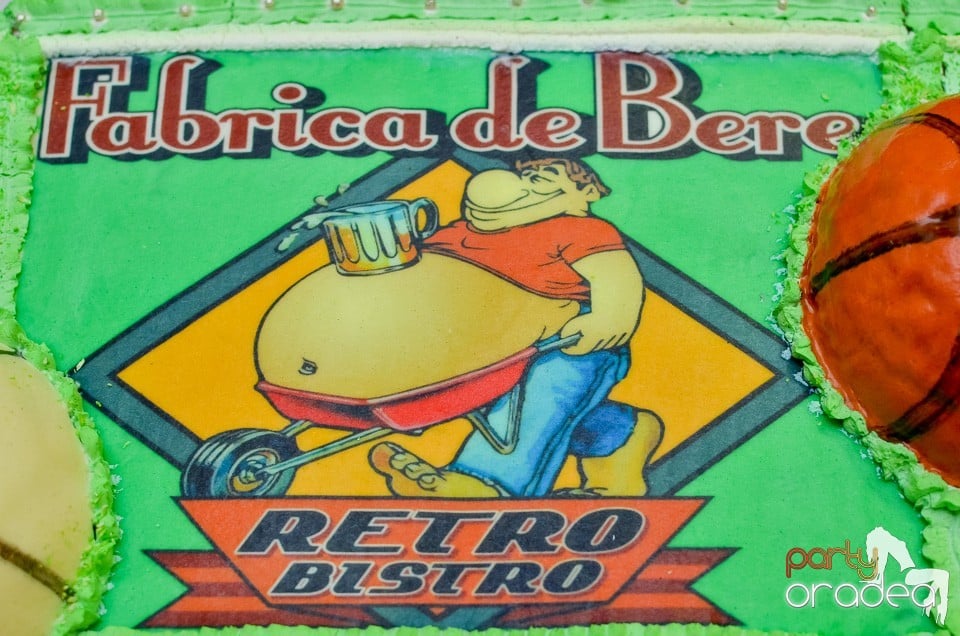 Fabrica de Bere
RETRO
BISTRO
party
oradea